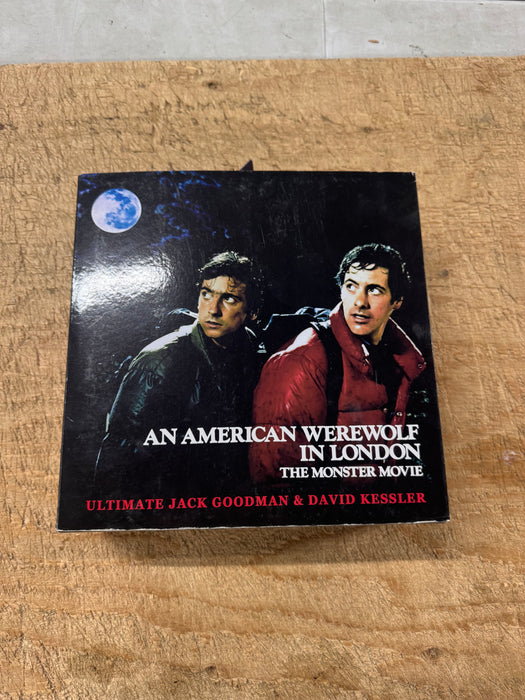 AN AMERICAN WEREWOLF
IN LONDON
THE MONSTER MOVIE
ULTIMATE JACK GOODMAN & DAVID KESSLER